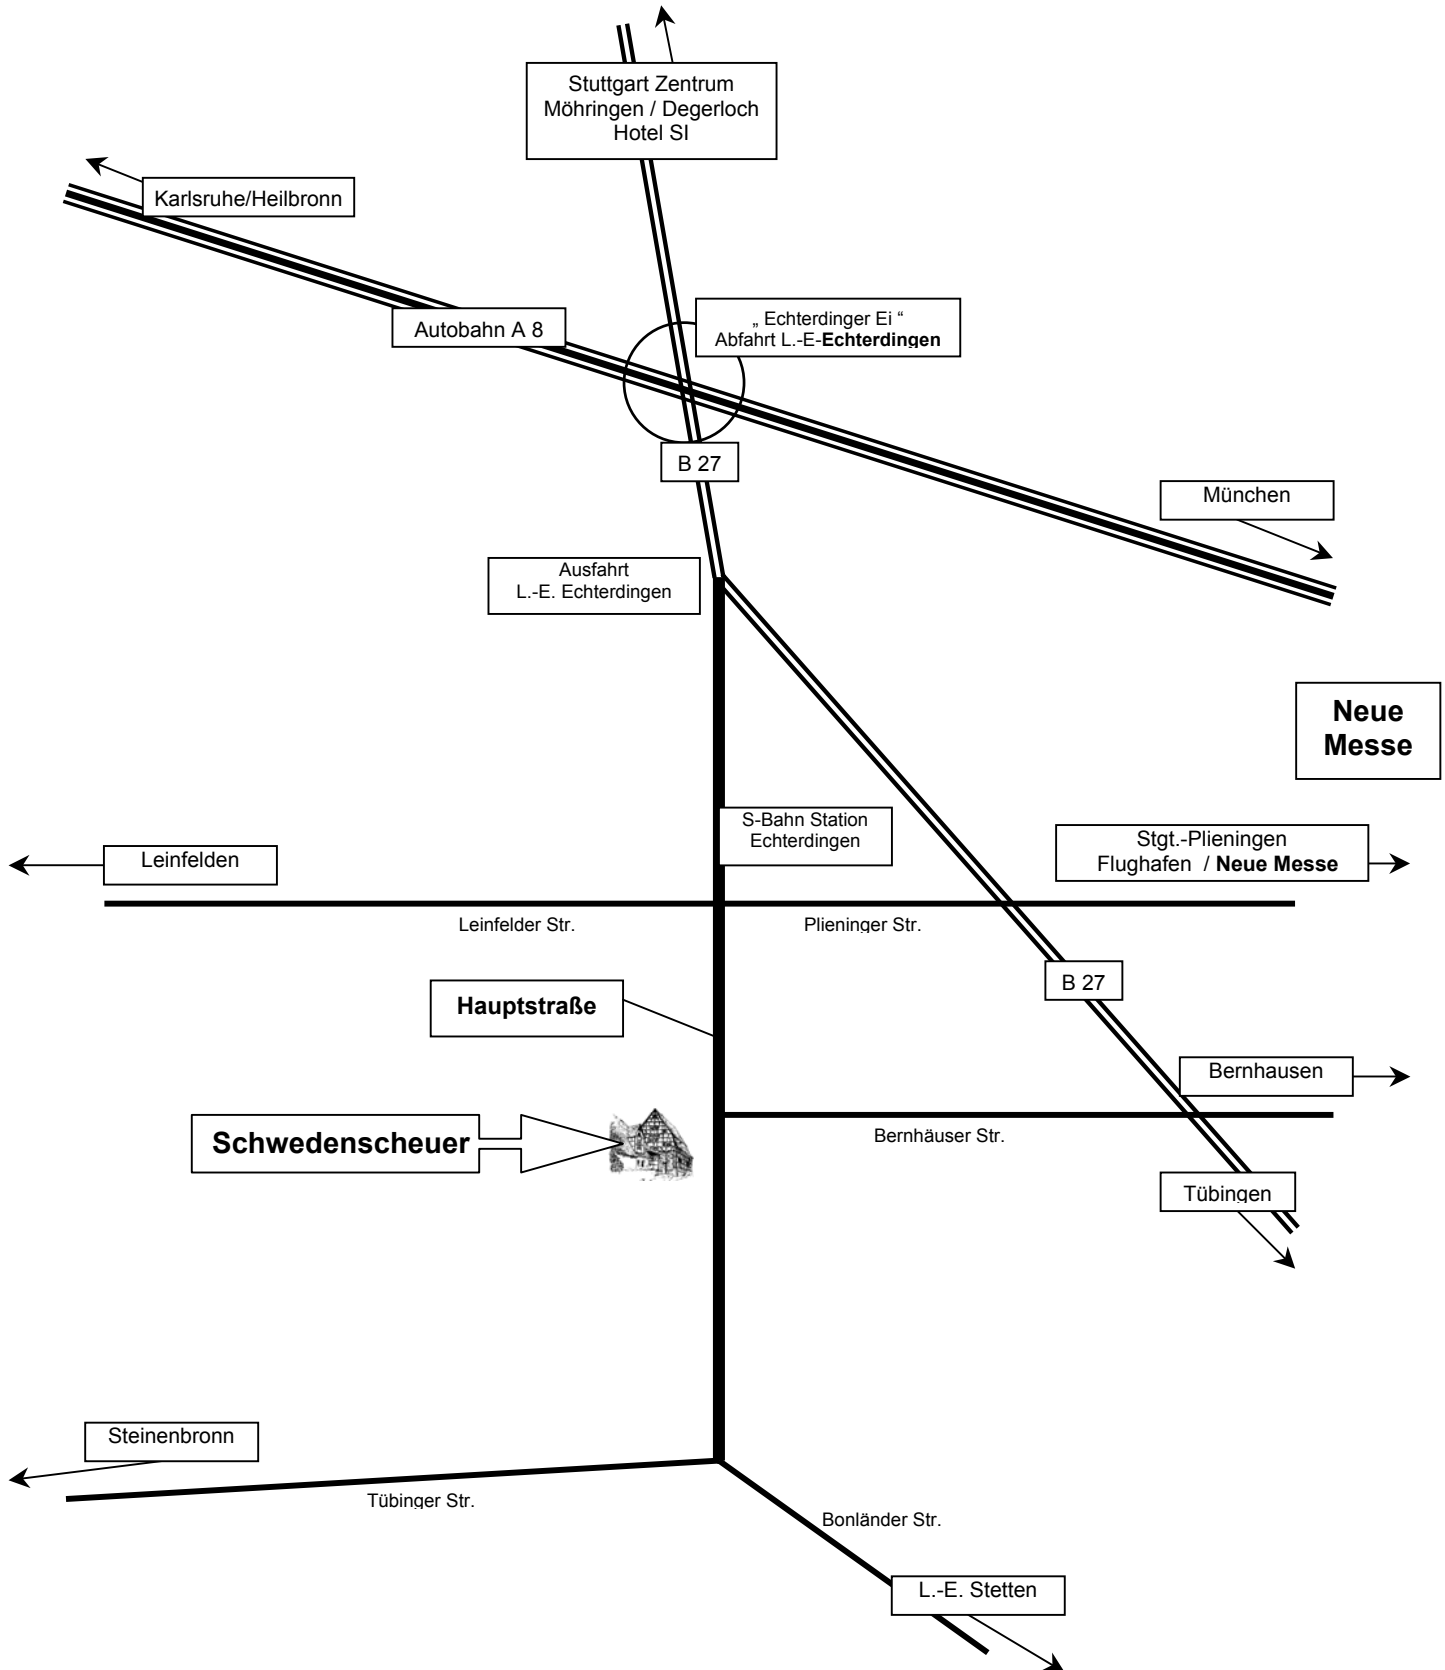 Stuttgart Zentrum
Möhringen / Degerloch
Hotel SI
Karlsruhe/Heilbronn
Autobahn A 8
„ Echterdinger Ei “
Abfahrt L.-E-Echterdingen
B 27
München
Ausfahrt
L.-E. Echterdingen
Neue
Messe
S-Bahn Station
Echterdingen
Stgt.-Plieningen
Flughafen / Neue Messe
Leinfelden
Leinfelder Str.
Plieninger Str.
B 27
Hauptstraße
Bernhausen
Schwedenscheuer
Bernhäuser Str.
Tübingen
Steinenbronn
Tübinger Str.
Bonländer Str.
L.-E. Stetten